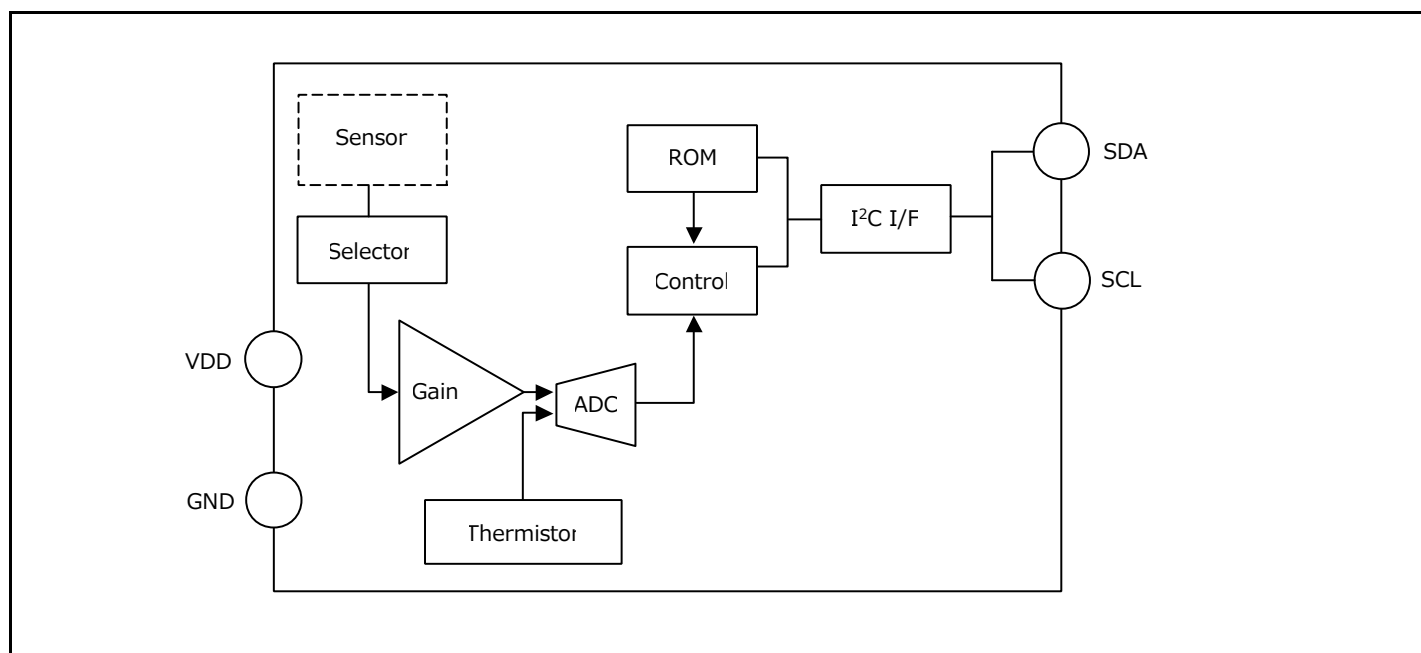 Sensor
ROM
SDA
I²C I/F
Selector
Control
SCL
VDD
Gain
ADC
GND
Thermistor